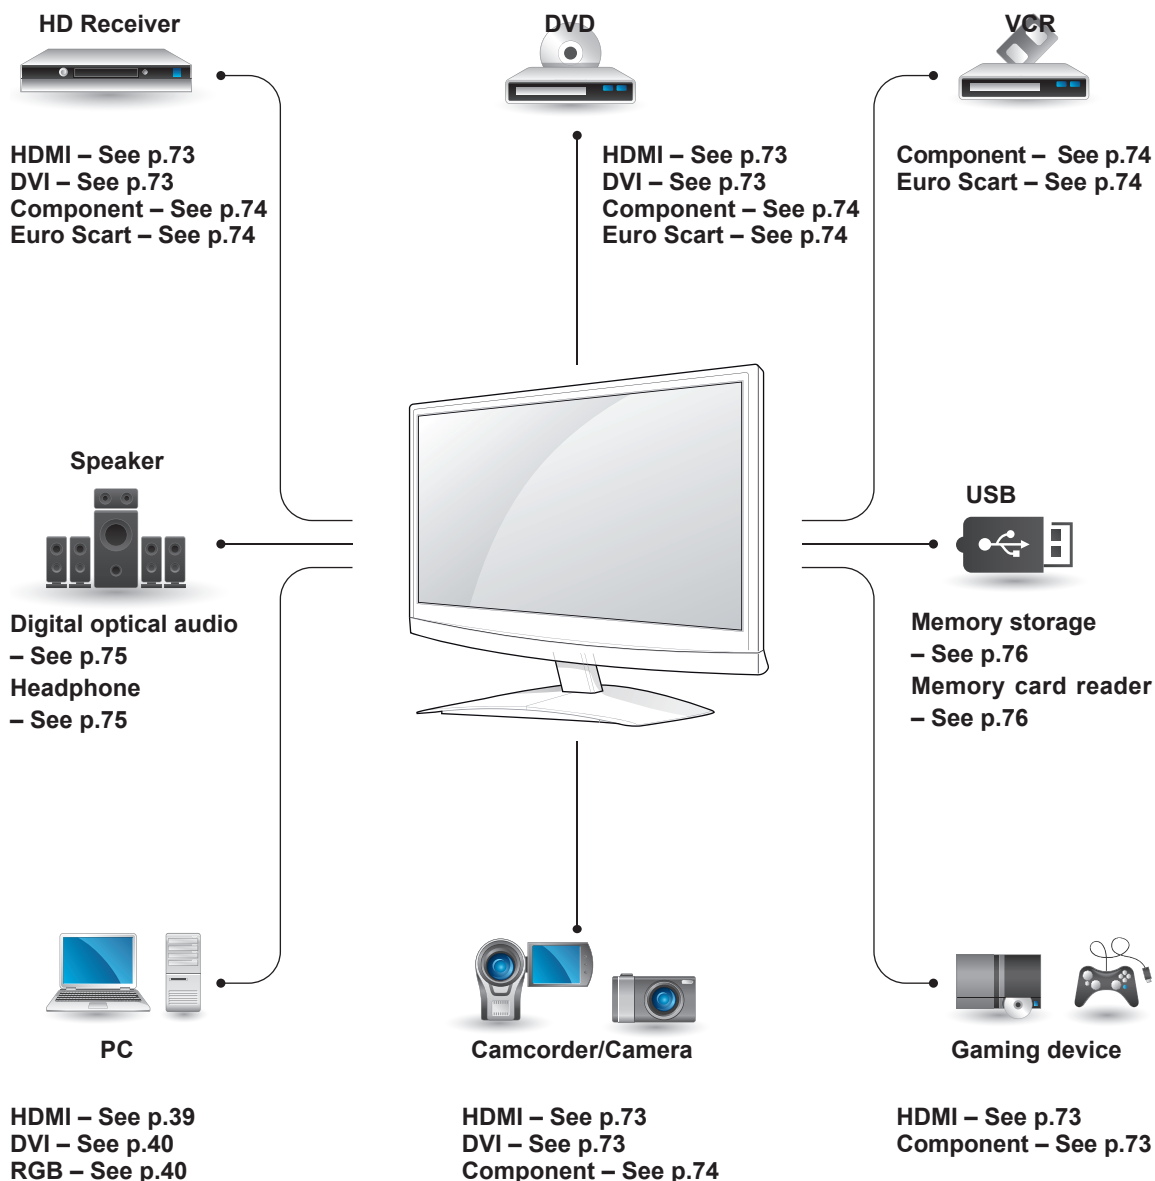 HD Receiver
HDMI – See p.73
DVI – See p.73
Component – See p.74
Euro Scart – See p.74
DVD
HDMI – See p.73
DVI – See p.73
Component – See p.74
Euro Scart – See p.74
VCR
Component – See p.74
Euro Scart – See p.74
Speaker
Digital optical audio
– See p.75
Headphone
– See p.75
USB
Memory storage
– See p.76
Memory card reader
– See p.76
PC
HDMI – See p.39
DVI – See p.40
RGB – See p.40
Camcorder/Camera
HDMI – See p.73
DVI – See p.73
Component – See p.74
Gaming device
HDMI – See p.73
Component – See p.73